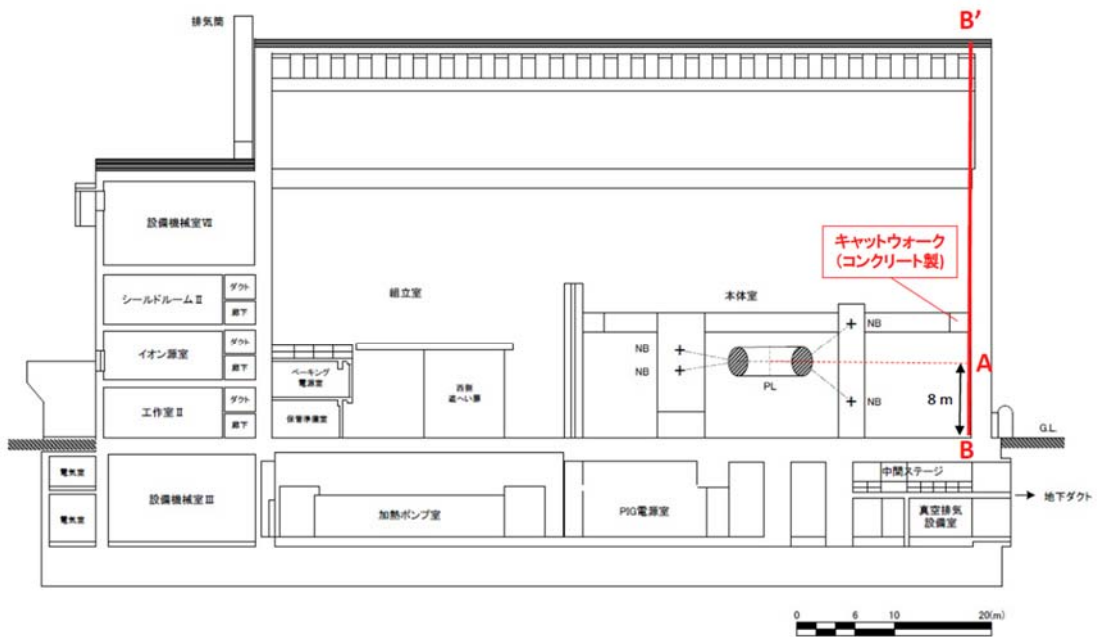 排気筒
B'
設備機械室Ⅶ
キャットウォーク
(コンクリート製)
シールドルームⅡ
ダクト
廊下
組立室
本体室
NB
イオン源室
ダクト
廊下
NB
NB
ベーキング
電源室
PL
A
西側
遮へい扉
8 m
工作室Ⅱ
ダクト
廊下
保管準備室
NB
G.L.
B
電気室
中間ステージ
設備機械室Ⅲ
地下ダクト
電気室
加熱ポンプ室
PIG電源室
真空排気
設備室
0 6 10 20(m)